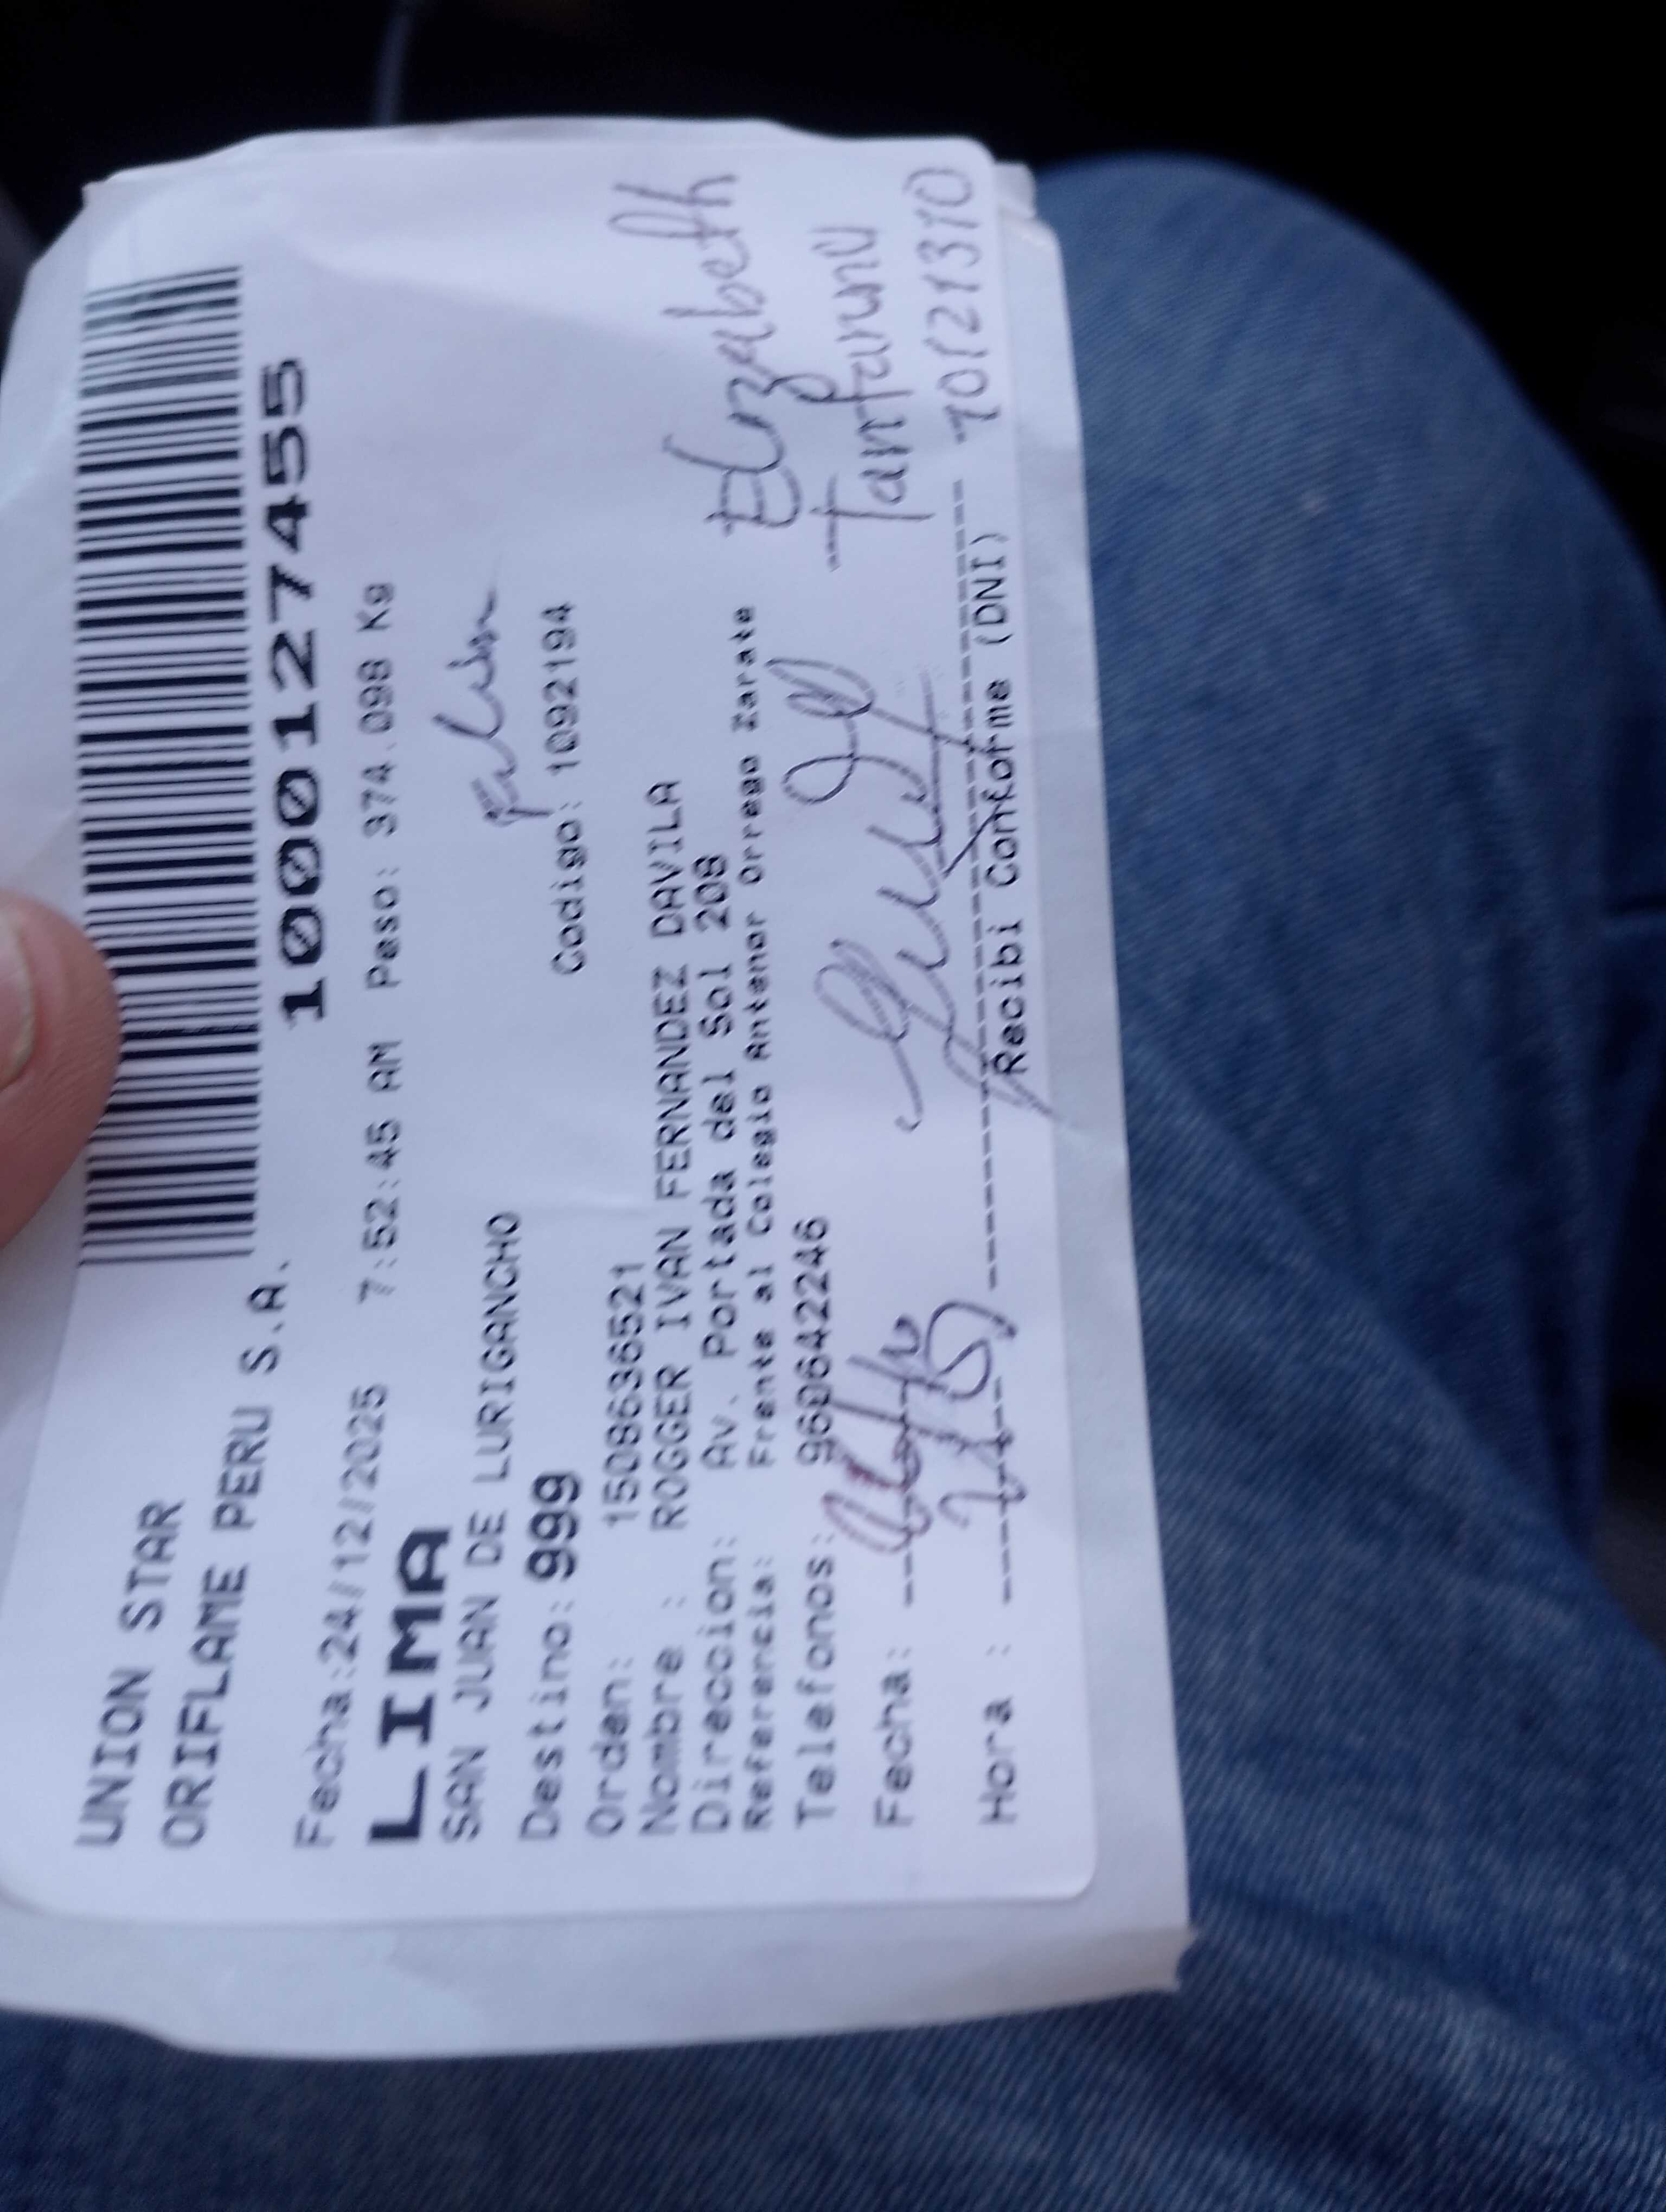 UNION STAR
ORIFLAME PERU S.A.
1000127455
Fecha:24/12/2025 7:52:45 AM Peso: 374.098 Kg
LIMA
SAN JUAN DE LURIGANCHO
Destino: 999 Codigo: 1092194
Orden: 1508636521
Nombre : ROGGER IVAN FERNANDEZ DAVILA
Direccion: Av. Portada del Sol 208
Referencia: Frente al Colegio Antenor Orrego Zarate
Telefonos: 960642246
Elizabeth
Fecha:
Hora :
Recibi Conforme (DNI)